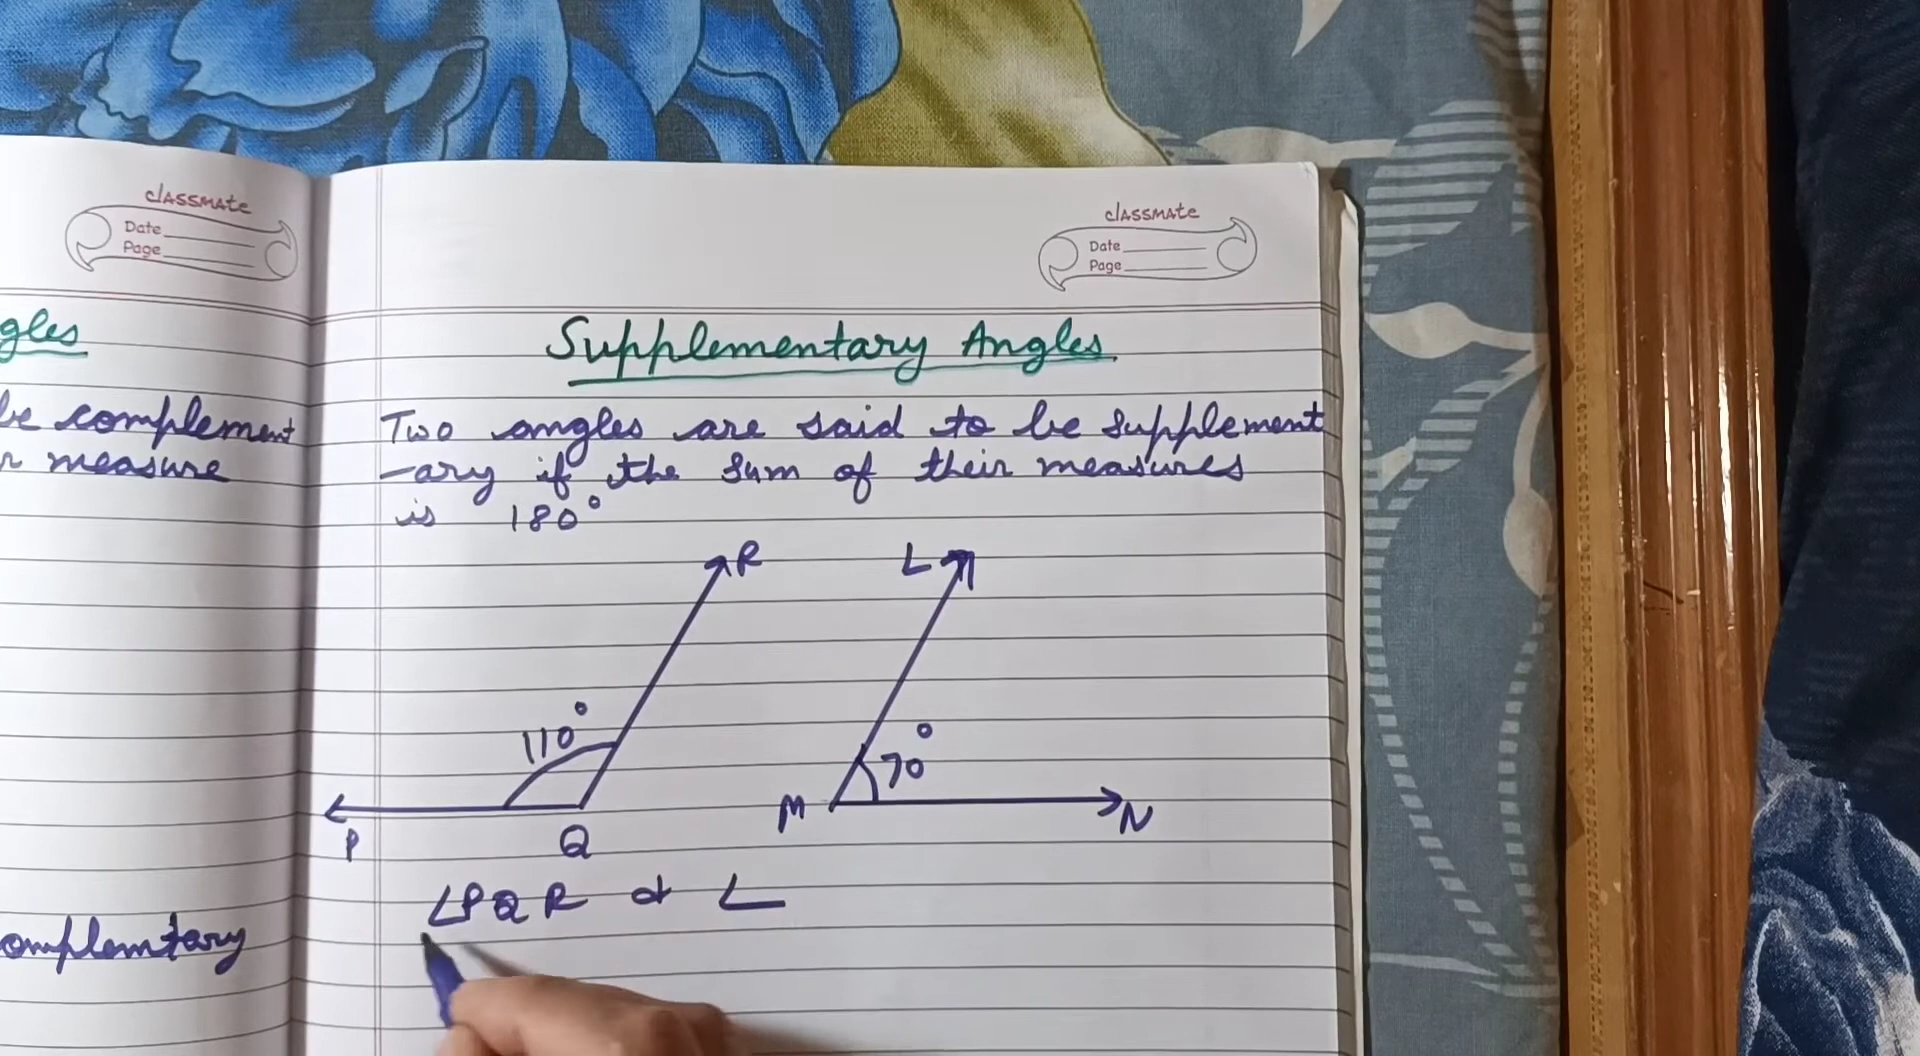 classmate
Date
Page
gles
be complement
r measure
omplemtary
classmate
Date
Page
Supplementary Angles
Two angles are said to be supplement
-ary if the sum of their measures
is 180°
R
L
110°
70°
P
Q
M
N
∠PQR & ∠